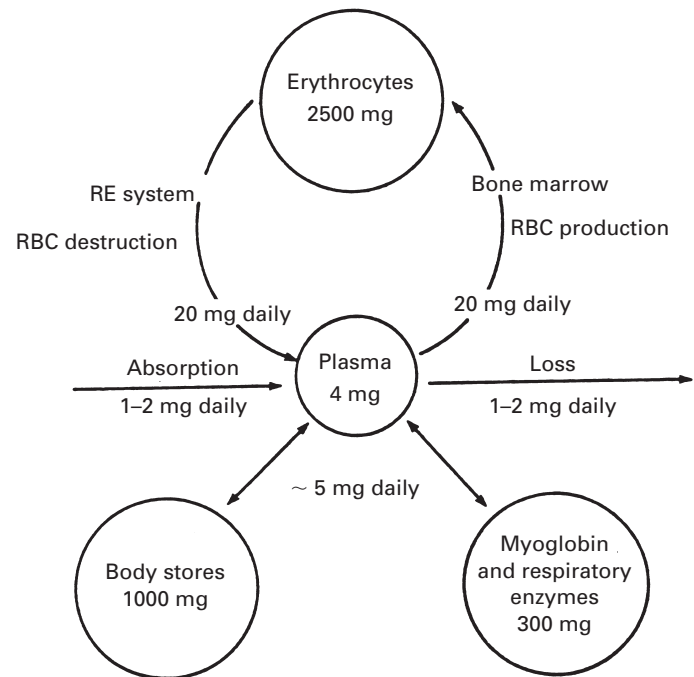 Erythrocytes
2500 mg
RE system
Bone marrow
RBC destruction
RBC production
20 mg daily
20 mg daily
Absorption
1–2 mg daily
Plasma
4 mg
Loss
1–2 mg daily
~ 5 mg daily
Body stores
1000 mg
Myoglobin
and respiratory
enzymes
300 mg